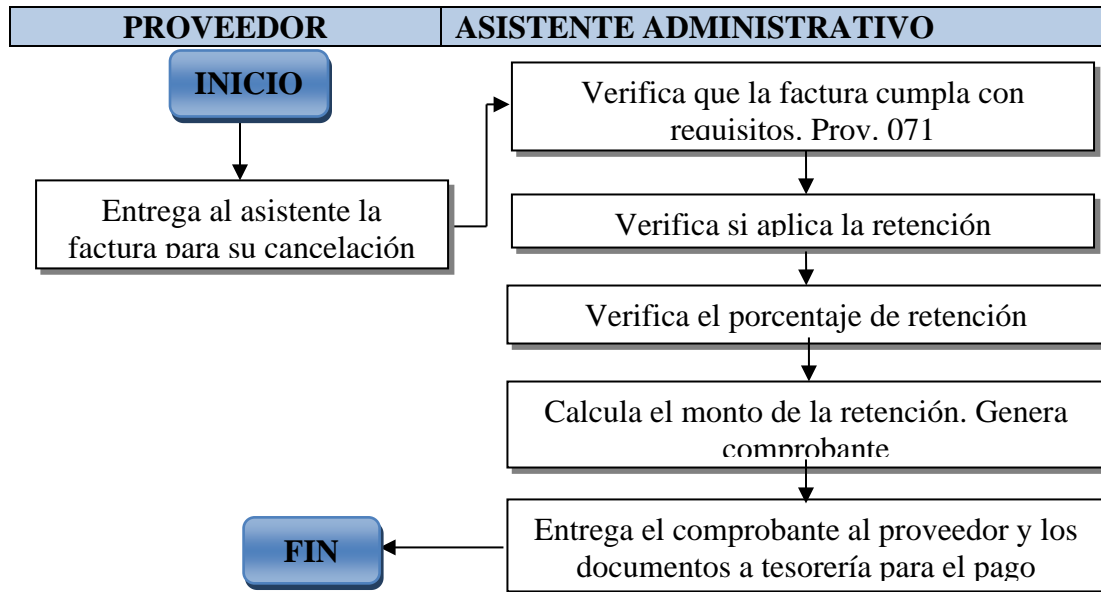 PROVEEDOR
ASISTENTE ADMINISTRATIVO
INICIO
Entrega al asistente la
factura para su cancelación
Verifica que la factura cumpla con
requisitos. Prov. 071
Verifica si aplica la retención
Verifica el porcentaje de retención
Calcula el monto de la retención. Genera
comprobante
Entrega el comprobante al proveedor y los
documentos a tesorería para el pago
FIN